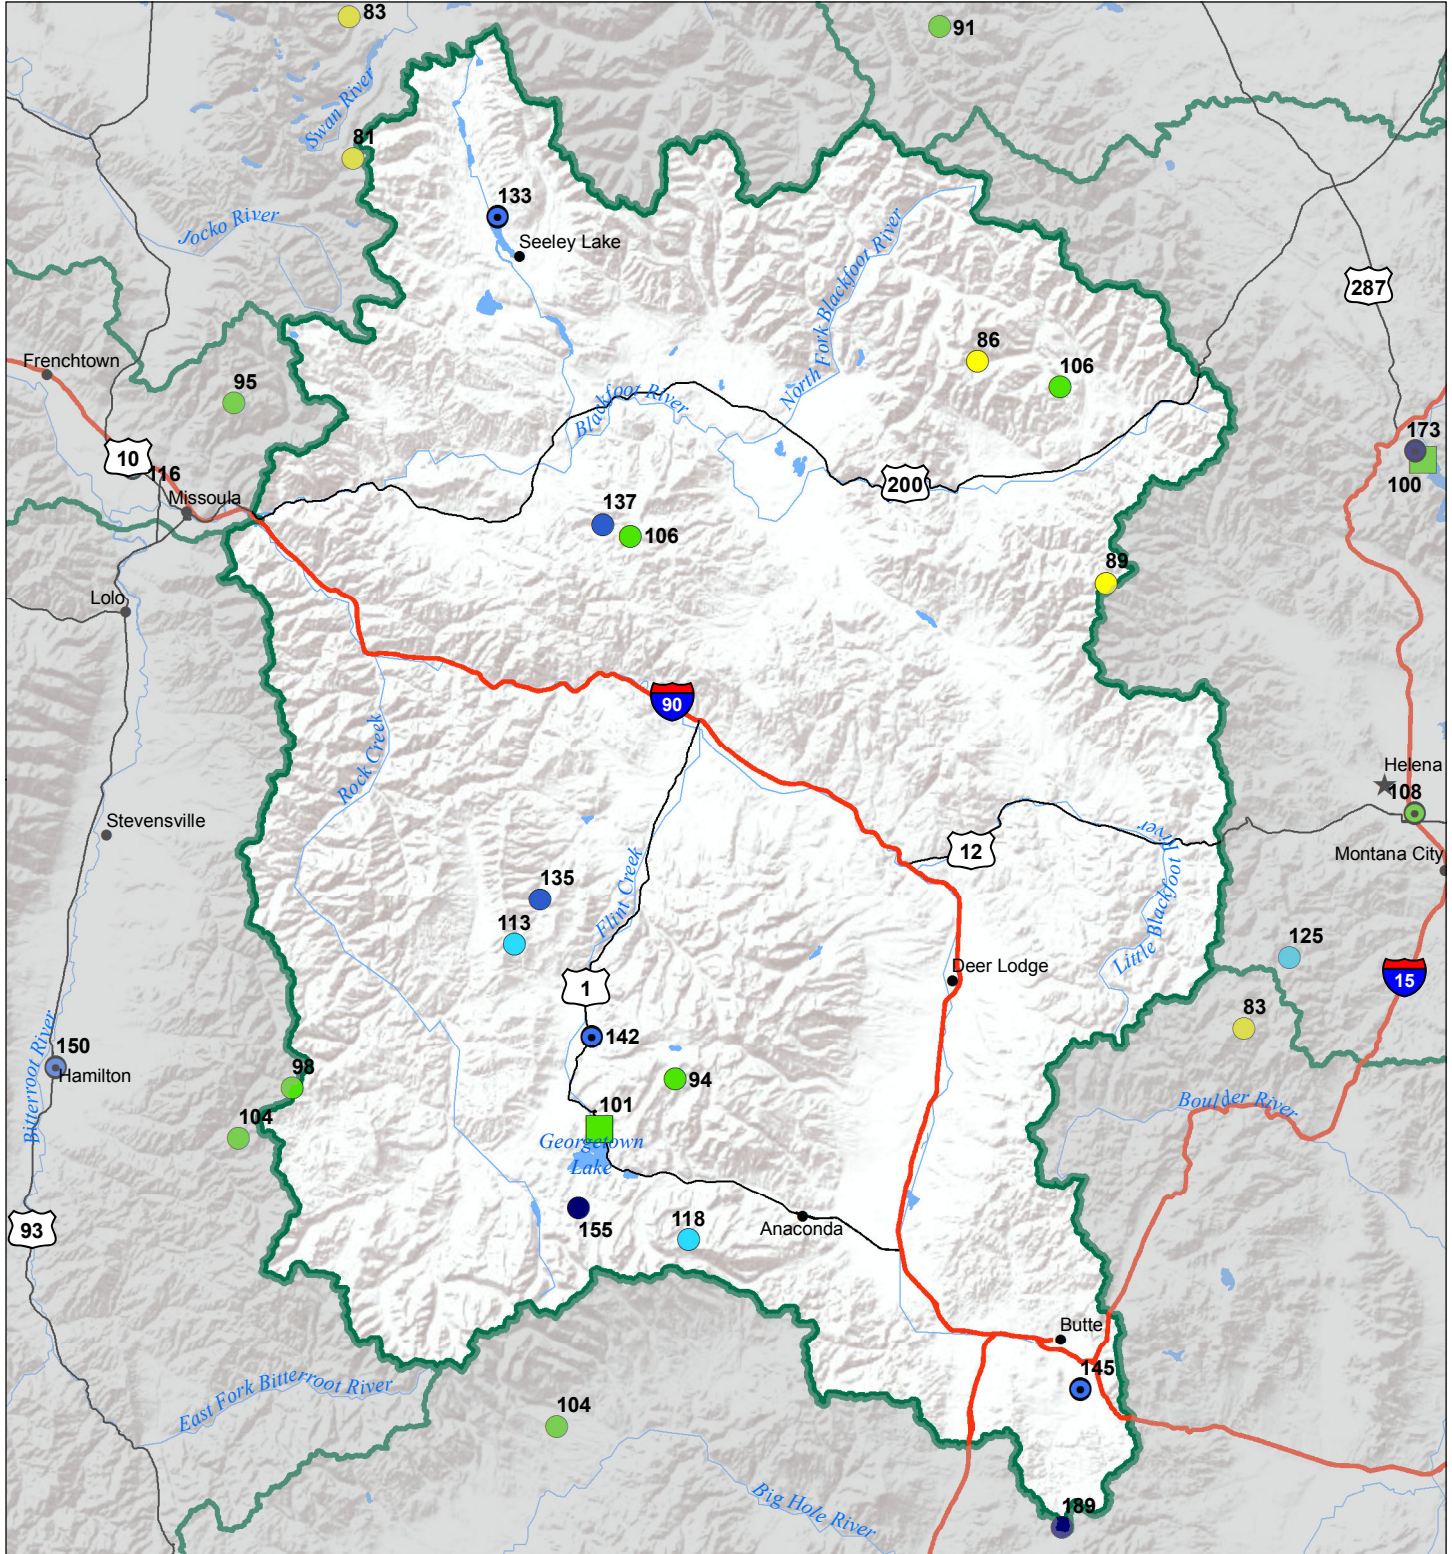 83
91
Swan River
81
133
Seeley Lake
Jocko River
North Fork Blackfoot River
287
Frenchtown
86
106
95
Blackfoot River
10
116
173
100
200
Missoula
137
106
89
Lolo
90
Rock Creek
Helena
108
Stevensville
Little Blackfoot River
12
Montana City
135
Flint Creek
113
125
Deer Lodge
15
1
83
142
150
Hamilton
Bitterroot River
98
94
101
104
Boulder River
Georgetown
Lake
155
118
Anaconda
93
Butte
145
East Fork Bitterroot River
104
Big Hole River
189